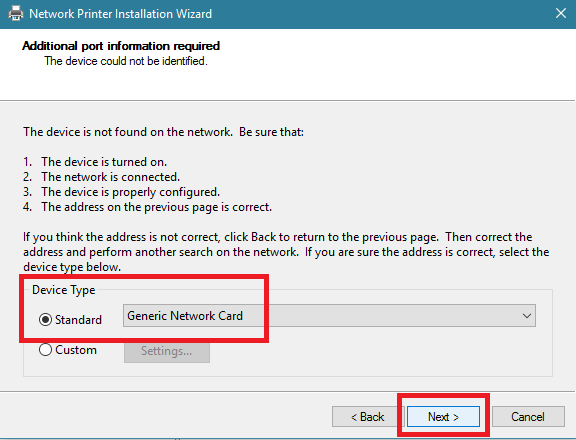 Network Printer Installation Wizard
Additional port information required
The device could not be identified.
The device is not found on the network.  Be sure that:
1.  The device is turned on.
2.  The network is connected.
3.  The device is properly configured.
4.  The address on the previous page is correct.
If you think the address is not correct, click Back to return to the previous page.  Then correct the
address and perform another search on the network.  If you are sure the address is correct, select the
device type below.
Device Type
Standard Generic Network Card
Custom Settings...
< Back Next > Cancel